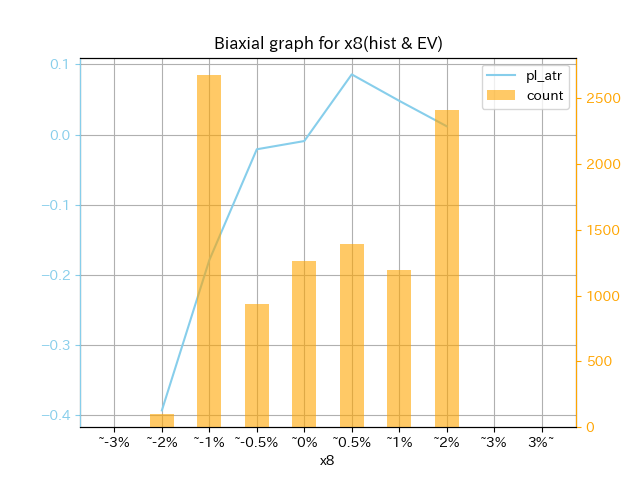 Biaxial graph for x8(hist & EV)
0.1
0.0
−0.1
−0.2
−0.3
−0.4
pl_atr
count
2500
2000
1500
1000
500
0
~-3% ~-2% ~-1% ~-0.5% ~0% ~0.5% ~1% ~2% ~3% 3%~
x8